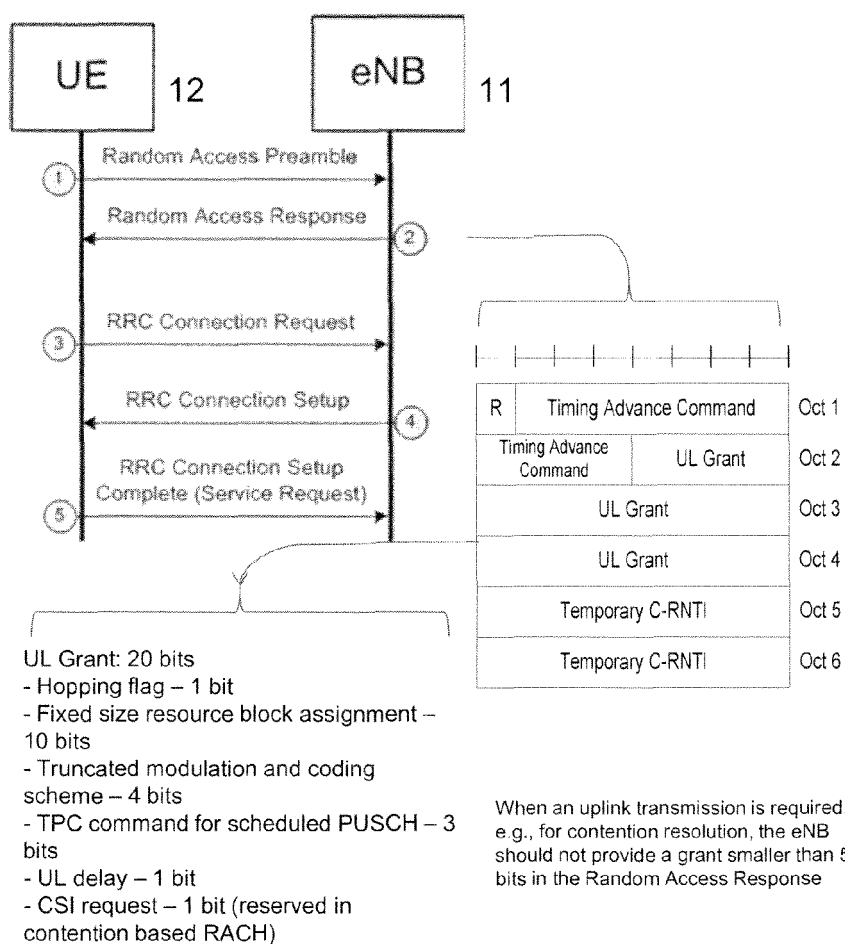 UE
12
eNB
11
Random Access Preamble
1
Random Access Response
2
RRC Connection Request
3
RRC Connection Setup
4
RRC Connection Setup
Complete (Service Request)
5
R
Timing Advance Command
Oct 1
Timing Advance
Command
UL Grant
Oct 2
UL Grant
Oct 3
UL Grant
Oct 4
Temporary C-RNTI
Oct 5
Temporary C-RNTI
Oct 6
UL Grant: 20 bits
- Hopping flag – 1 bit
- Fixed size resource block assignment –
10 bits
- Truncated modulation and coding
scheme – 4 bits
- TPC command for scheduled PUSCH – 3
bits
- UL delay – 1 bit
- CSI request – 1 bit (reserved in
contention based RACH)
When an uplink transmission is required
e.g., for contention resolution, the eNB
should not provide a grant smaller than
bits in the Random Access Response